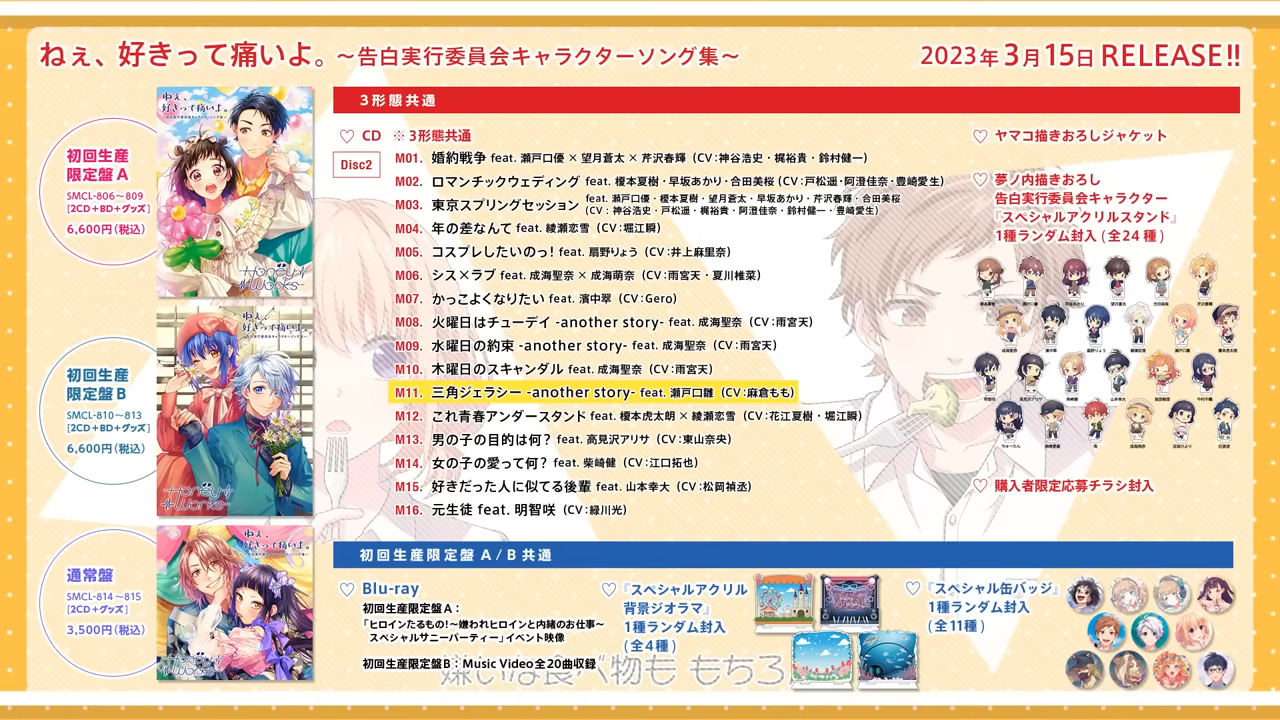 ねぇ、好きって痛いよ。～告白実行委員会キャラクターソング集～
2023年3月15日 RELEASE!!
初回生産
限定盤A
SMCL-806～809
[2CD+BD+グッズ]
6,600円(税込)
ねぇ、
好きって痛いよ。
HoneyWorks
初回生産
限定盤B
SMCL-810～813
[2CD+BD+グッズ]
6,600円(税込)
ねぇ、
好きって痛いよ。
HoneyWorks
通常盤
SMCL-814～815
[2CD+グッズ]
3,500円(税込)
ねぇ、
好きって痛いよ。
HoneyWorks
3形態共通
♡ CD ※3形態共通
Disc2
M01. 婚約戦争 feat. 瀬戸口優 × 望月蒼太 × 芹沢春輝（CV：神谷浩史・梶裕貴・鈴村健一）
M02. ロマンチックウェディング feat. 榎本夏樹・早坂あかり・合田美桜（CV：戸松遥・阿澄佳奈・豊崎愛生）
M03. 東京スプリングセッション feat. 瀬戸口優・榎本夏樹・望月蒼太・早坂あかり・芹沢春輝・合田美桜
（CV：神谷浩史・戸松遥・梶裕貴・阿澄佳奈・鈴村健一・豊崎愛生）
M04. 年の差なんて feat. 綾瀬恋雪（CV：堀江瞬）
M05. コスプレしたいのっ！ feat. 扇野りょう（CV：井上麻里奈）
M06. シス×ラブ feat. 成海聖奈 × 成海萌奈（CV：雨宮天・夏川椎菜）
M07. かっこよくなりたい feat. 濱中翠（CV：Gero）
M08. 火曜日はチューデイ -another story- feat. 成海聖奈（CV：雨宮天）
M09. 水曜日の約束 -another story- feat. 成海聖奈（CV：雨宮天）
M10. 木曜日のスキャンダル feat. 成海聖奈（CV：雨宮天）
M11. 三角ジェラシー -another story- feat. 瀬戸口雛（CV：麻倉もも）
M12. これ青春アンダースタンド feat. 榎本虎太朗 × 綾瀬恋雪（CV：花江夏樹・堀江瞬）
M13. 男の子の目的は何？ feat. 高見沢アリサ（CV：東山奈央）
M14. 女の子の愛って何？ feat. 柴崎健（CV：江口拓也）
M15. 好きだった人に似てる後輩 feat. 山本幸大（CV：松岡禎丞）
M16. 元生徒 feat. 明智咲（CV：緑川光）
♡ ヤマコ描きおろしジャケット
♡ 夢ノ内描きおろし
告白実行委員会キャラクター
『スペシャルアクリルスタンド』
1種ランダム封入（全24種）
♡ 購入者限定応募チラシ封入
初回生産限定盤 A/B 共通
♡ Blu-ray
初回生産限定盤A：
「ヒロインたるもの！～嫌われヒロインと内緒のお仕事～
スペシャルサニーパーティー」イベント映像
初回生産限定盤B：Music Video全20曲収録
♡ 『スペシャルアクリル
背景ジオラマ』
1種ランダム封入
（全4種）
♡ 『スペシャル缶バッジ』
1種ランダム封入
（全11種）
嫌いな食べ物も もちろ